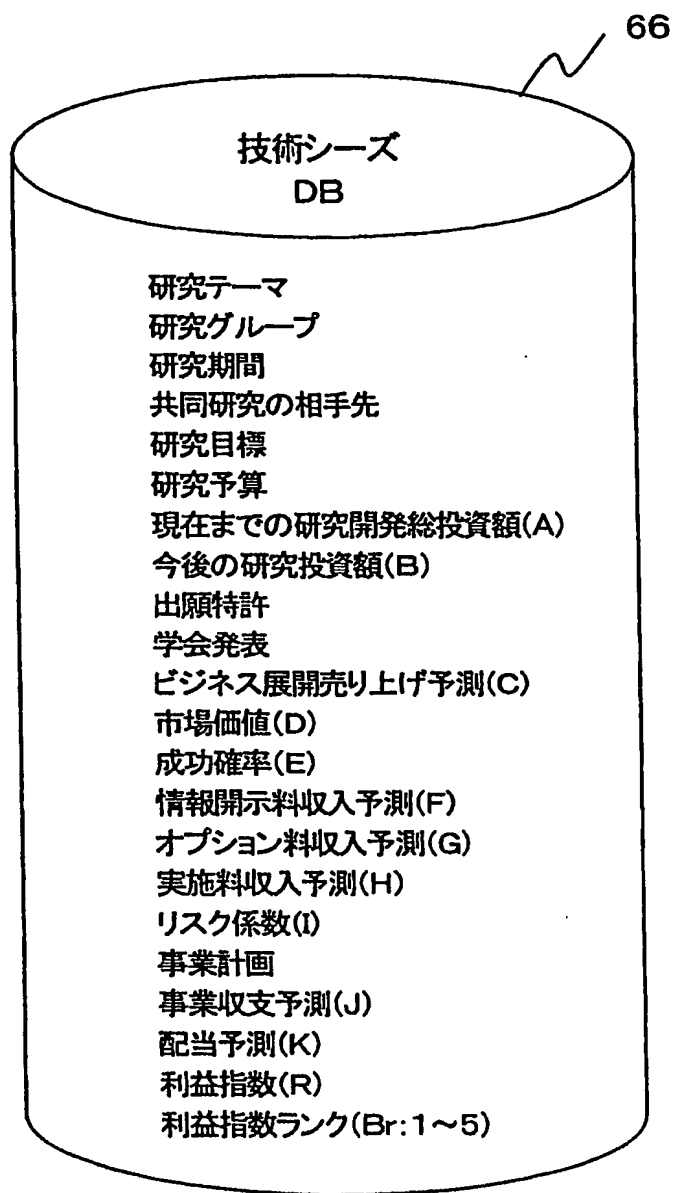 66
技術シーズ
DB
研究テーマ
研究グループ
研究期間
共同研究の相手先
研究目標
研究予算
現在までの研究開発総投資額(A)
今後の研究投資額(B)
出願特許
学会発表
ビジネス展開売り上げ予測(C)
市場価値(D)
成功確率(E)
情報開示料収入予測(F)
オプション料収入予測(G)
実施料収入予測(H)
リスク係数(I)
事業計画
事業収支予測(J)
配当予測(K)
利益指数(R)
利益指数ランク(Br:1〜5)